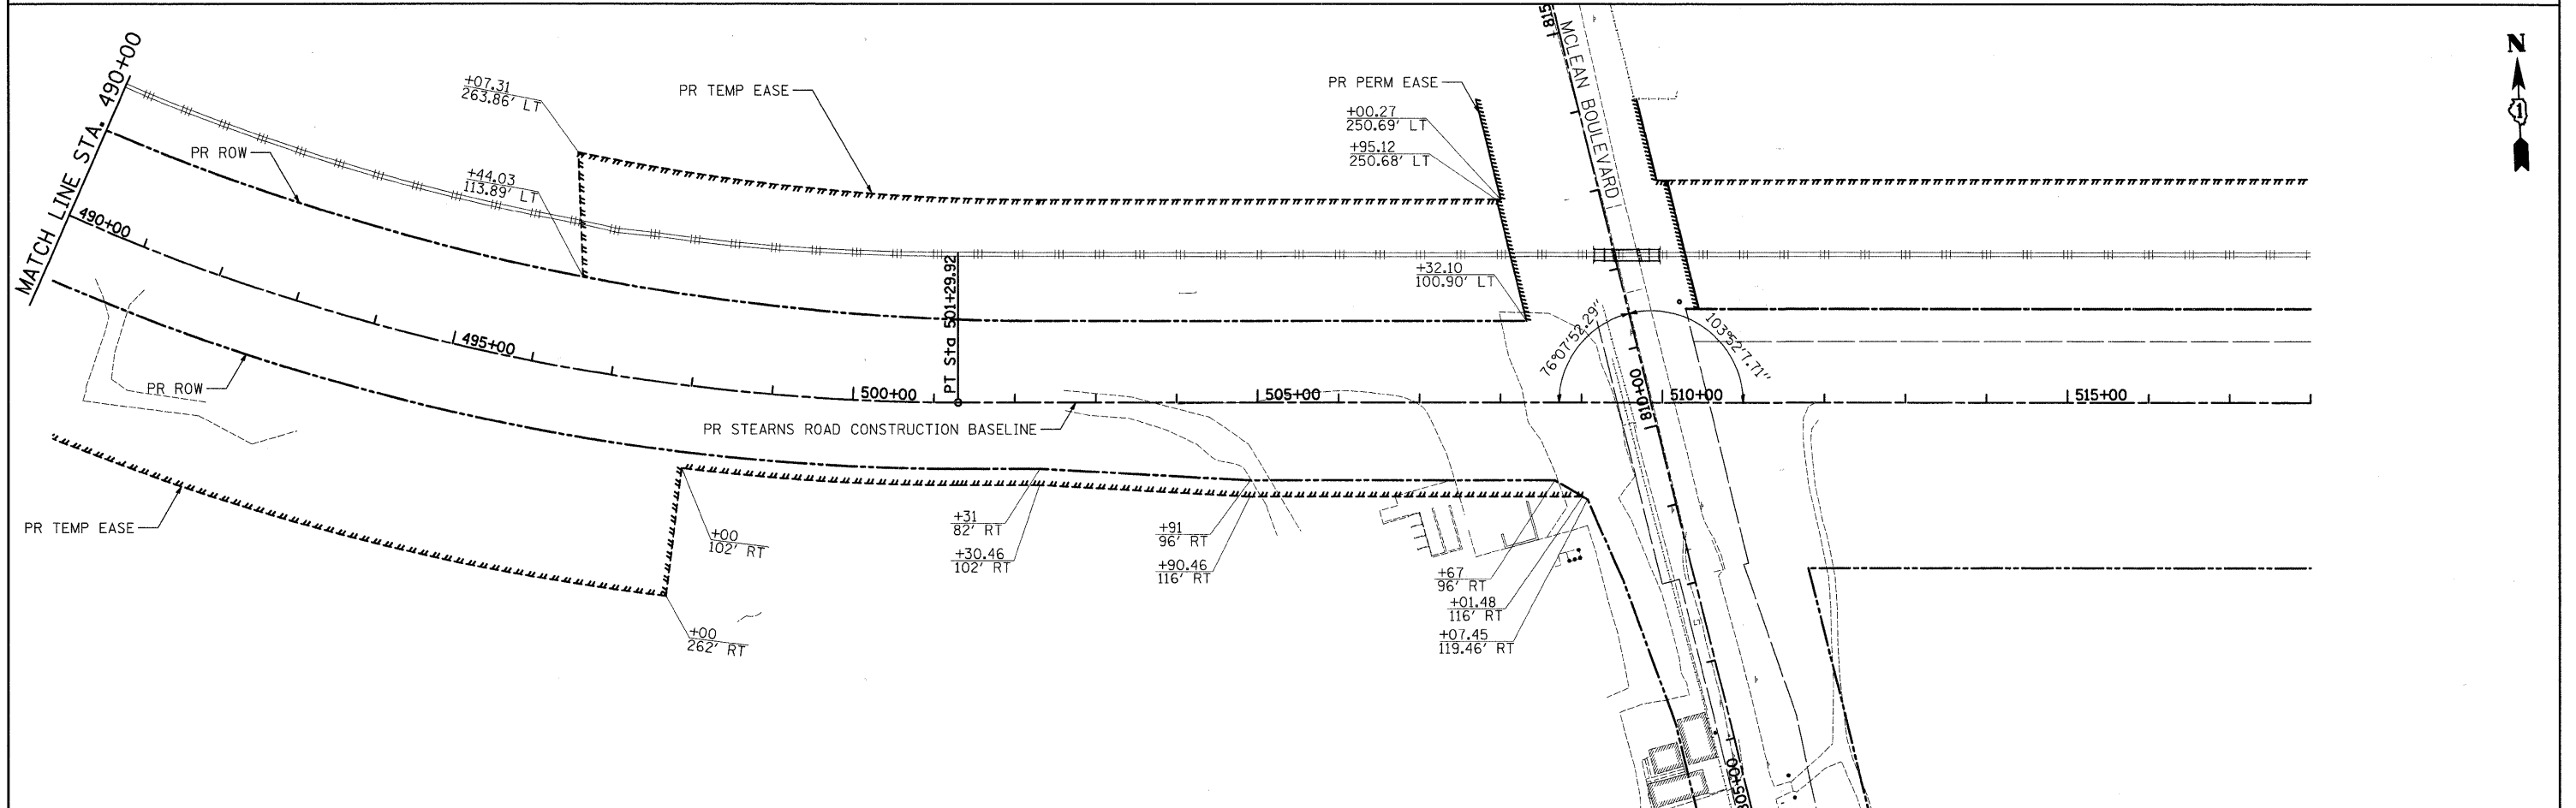 MATCH LINE STA. 490+00
+07.31
263.86' LT
PR TEMP EASE
PR PERM EASE
+00.27
250.69' LT
+95.12
250.68' LT
815
MCLEAN BOULEVARD
N
1
PR ROW
+44.03
113.89' LT
490+00
+32.10
100.90' LT
PT Sta 501+29.92
76°07'52.29"
103°52'7.71"
495+00
PR ROW
500+00
505+00
810+00
510+00
515+00
PR STEARNS ROAD CONSTRUCTION BASELINE
PR TEMP EASE
+00
102' RT
+31
82' RT
+30.46
102' RT
+91
96' RT
+90.46
116' RT
+67
96' RT
+01.48
116' RT
+07.45
119.46' RT
+00
262' RT
805+00